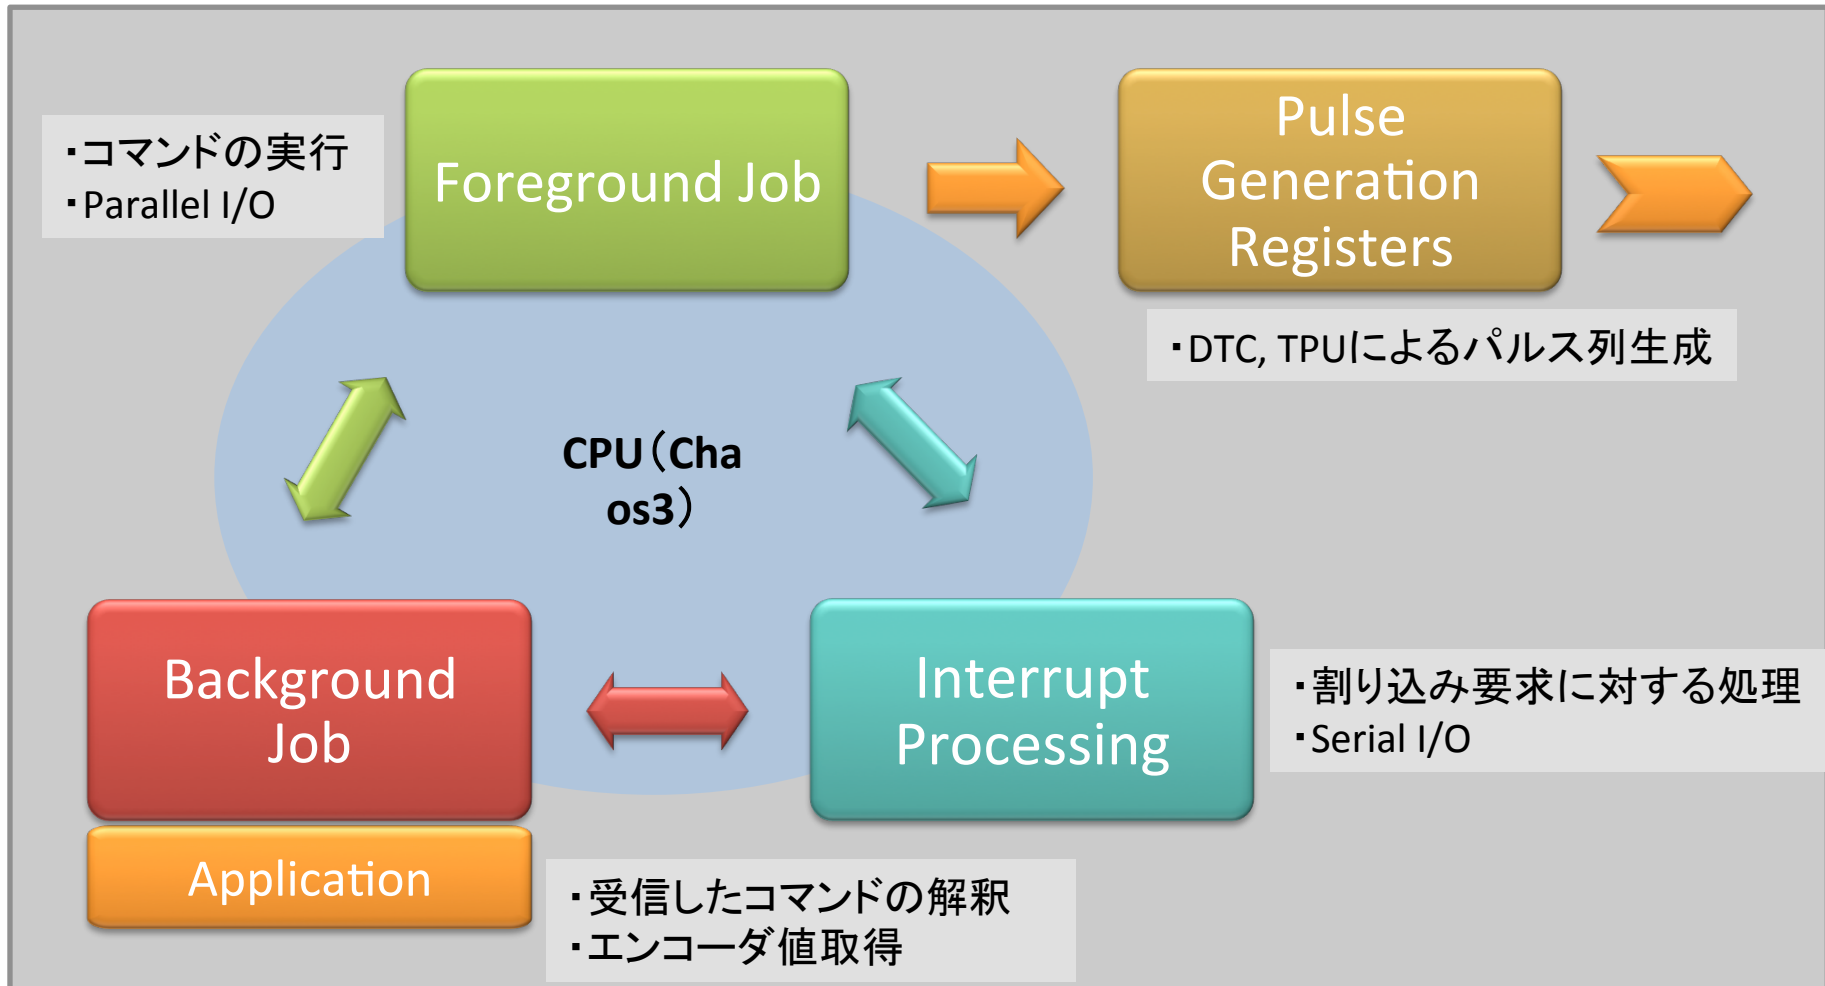 ・コマンドの実行
・Parallel I/O
Foreground Job
Pulse
Generation
Registers
・DTC, TPUによるパルス列生成
CPU（Cha
os3）
Background
Job
Interrupt
Processing
・割り込み要求に対する処理
・Serial I/O
Application
・受信したコマンドの解釈
・エンコーダ値取得